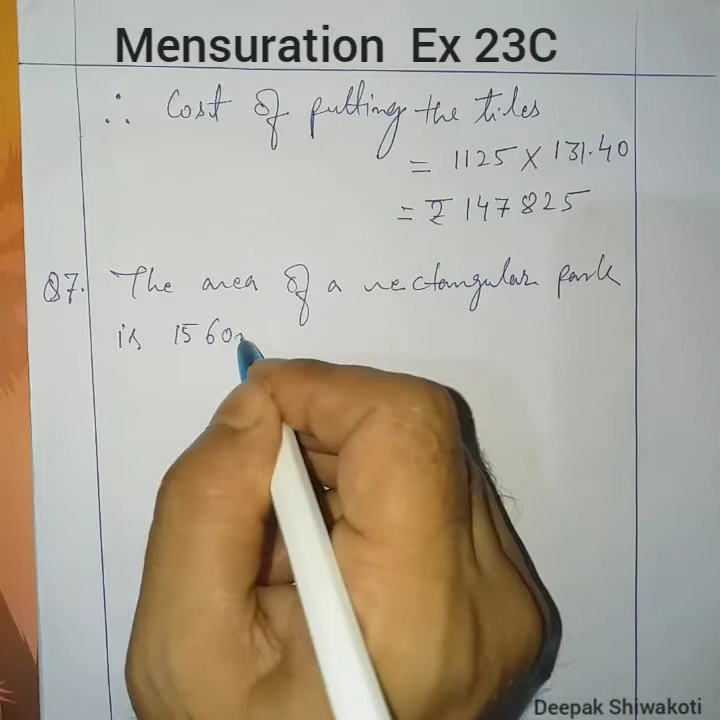 Mensuration Ex 23C
∴ Cost of putting the tiles
= 1125 × 131.40
= ₹ 147825
Q7. The area of a rectangular park
is 1560m
Deepak Shiwakoti